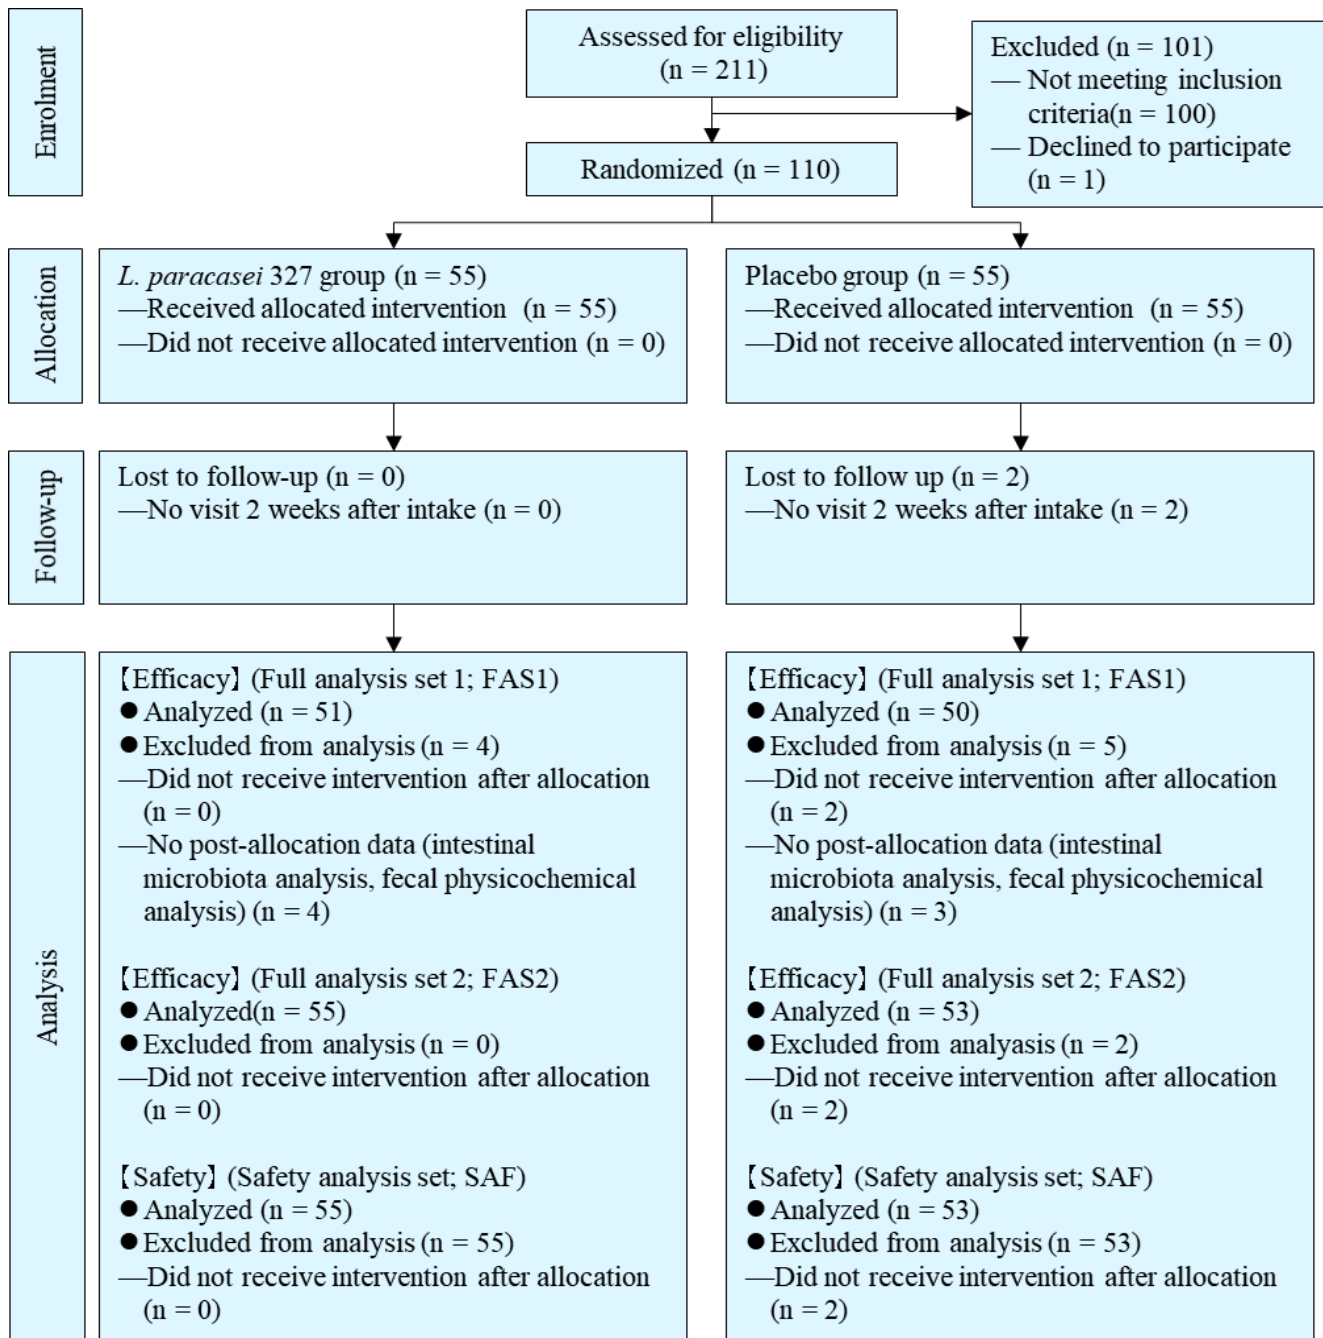 Enrolment
Assessed for eligibility
(n = 211)
Excluded (n = 101)
— Not meeting inclusion
criteria(n = 100)
— Declined to participate
(n = 1)
Randomized (n = 110)
Allocation
L. paracasei 327 group (n = 55)
—Received allocated intervention (n = 55)
—Did not receive allocated intervention (n = 0)
Placebo group (n = 55)
—Received allocated intervention (n = 55)
—Did not receive allocated intervention (n = 0)
Follow-up
Lost to follow-up (n = 0)
—No visit 2 weeks after intake (n = 0)
Lost to follow up (n = 2)
—No visit 2 weeks after intake (n = 2)
Analysis
【Efficacy】 (Full analysis set 1; FAS1)
● Analyzed (n = 51)
● Excluded from analysis (n = 4)
—Did not receive intervention after allocation
(n = 0)
—No post-allocation data (intestinal
microbiota analysis, fecal physicochemical
analysis) (n = 4)
【Efficacy】 (Full analysis set 2; FAS2)
● Analyzed(n = 55)
● Excluded from analysis (n = 0)
—Did not receive intervention after allocation
(n = 0)
【Safety】 (Safety analysis set; SAF)
● Analyzed (n = 55)
● Excluded from analysis (n = 55)
—Did not receive intervention after allocation
(n = 0)
【Efficacy】 (Full analysis set 1; FAS1)
● Analyzed (n = 50)
● Excluded from analysis (n = 5)
—Did not receive intervention after allocation
(n = 2)
—No post-allocation data (intestinal
microbiota analysis, fecal physicochemical
analysis) (n = 3)
【Efficacy】 (Full analysis set 2; FAS2)
● Analyzed (n = 53)
● Excluded from analyasis (n = 2)
—Did not receive intervention after allocation
(n = 2)
【Safety】 (Safety analysis set; SAF)
● Analyzed (n = 53)
● Excluded from analysis (n = 53)
—Did not receive intervention after allocation
(n = 2)